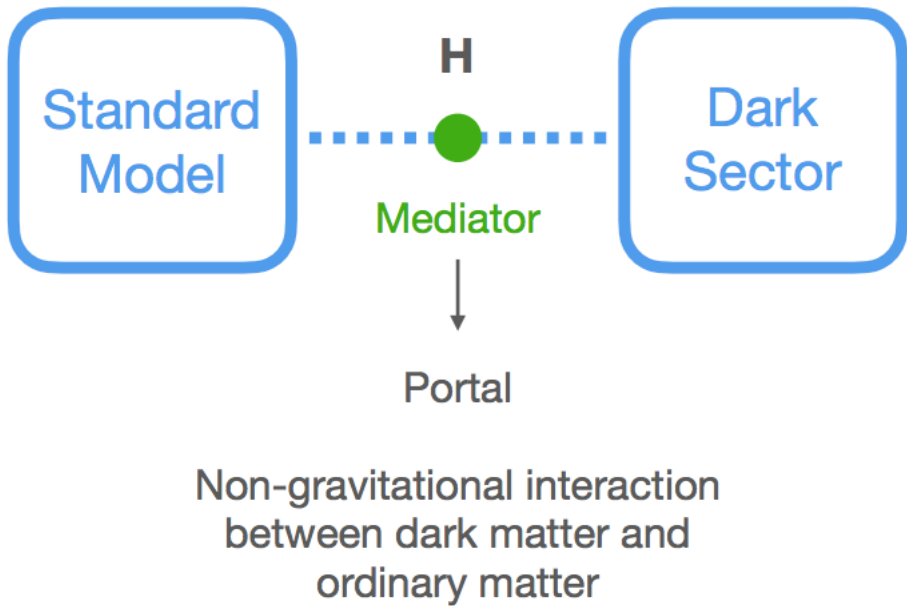 H
Standard
Model
Dark
Sector
Mediator
Portal
Non-gravitational interaction
between dark matter and
ordinary matter